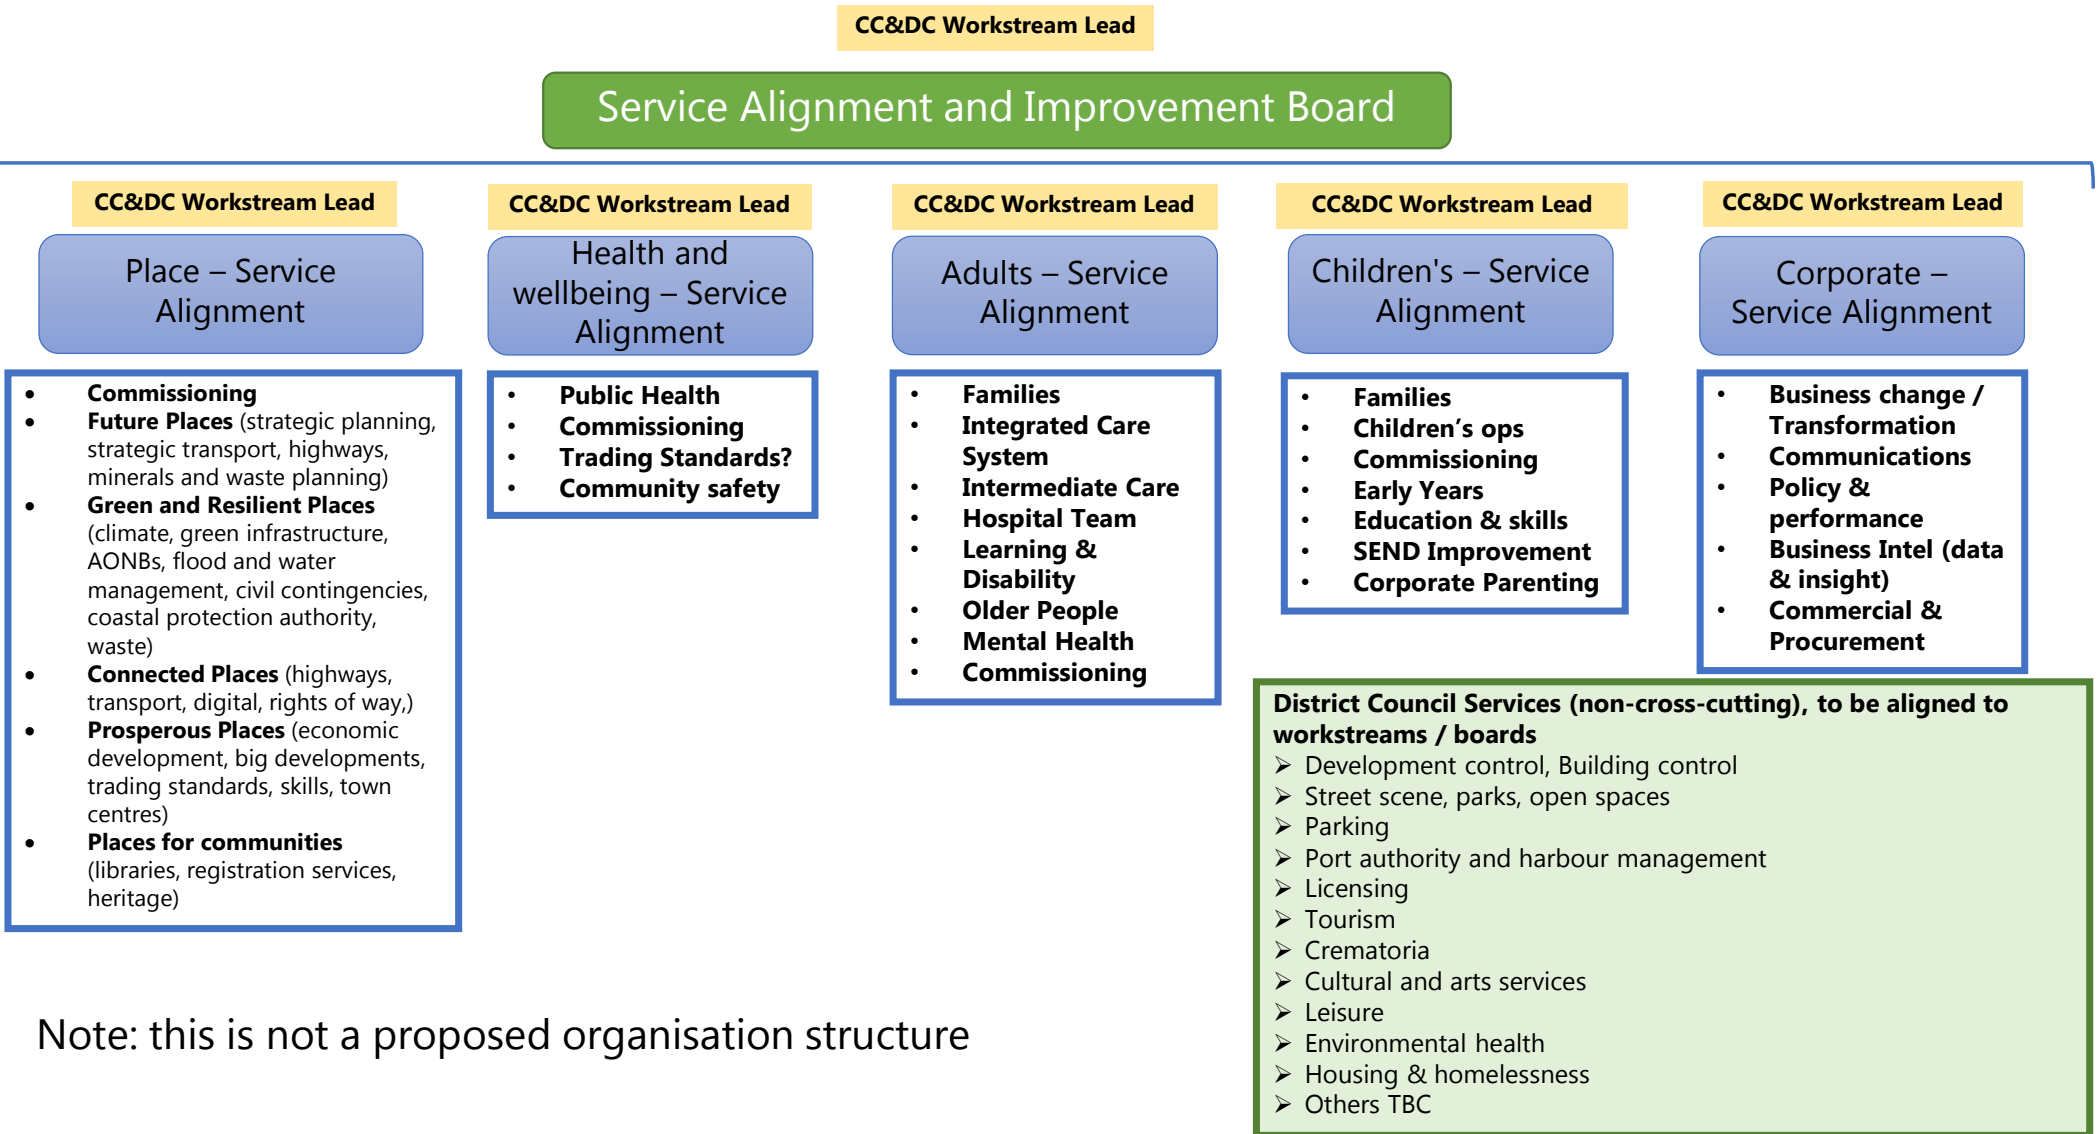 CC&DC Workstream Lead
Service Alignment and Improvement Board
CC&DC Workstream Lead
Place – Service
Alignment
• Commissioning
• Future Places (strategic planning,
strategic transport, highways,
minerals and waste planning)
• Green and Resilient Places
(climate, green infrastructure,
AONBs, flood and water
management, civil contingencies,
coastal protection authority,
waste)
• Connected Places (highways,
transport, digital, rights of way,)
• Prosperous Places (economic
development, big developments,
trading standards, skills, town
centres)
• Places for communities
(libraries, registration services,
heritage)
CC&DC Workstream Lead
Health and
wellbeing – Service
Alignment
• Public Health
• Commissioning
• Trading Standards?
• Community safety
CC&DC Workstream Lead
Adults – Service
Alignment
• Families
• Integrated Care
System
• Intermediate Care
• Hospital Team
• Learning &
Disability
• Older People
• Mental Health
• Commissioning
CC&DC Workstream Lead
Children's – Service
Alignment
• Families
• Children’s ops
• Commissioning
• Early Years
• Education & skills
• SEND Improvement
• Corporate Parenting
CC&DC Workstream Lead
Corporate –
Service Alignment
• Business change /
Transformation
• Communications
• Policy &
performance
• Business Intel (data
& insight)
• Commercial &
Procurement
District Council Services (non-cross-cutting), to be aligned to
workstreams / boards
➢ Development control, Building control
➢ Street scene, parks, open spaces
➢ Parking
➢ Port authority and harbour management
➢ Licensing
➢ Tourism
➢ Crematoria
➢ Cultural and arts services
➢ Leisure
➢ Environmental health
➢ Housing & homelessness
➢ Others TBC
Note: this is not a proposed organisation structure